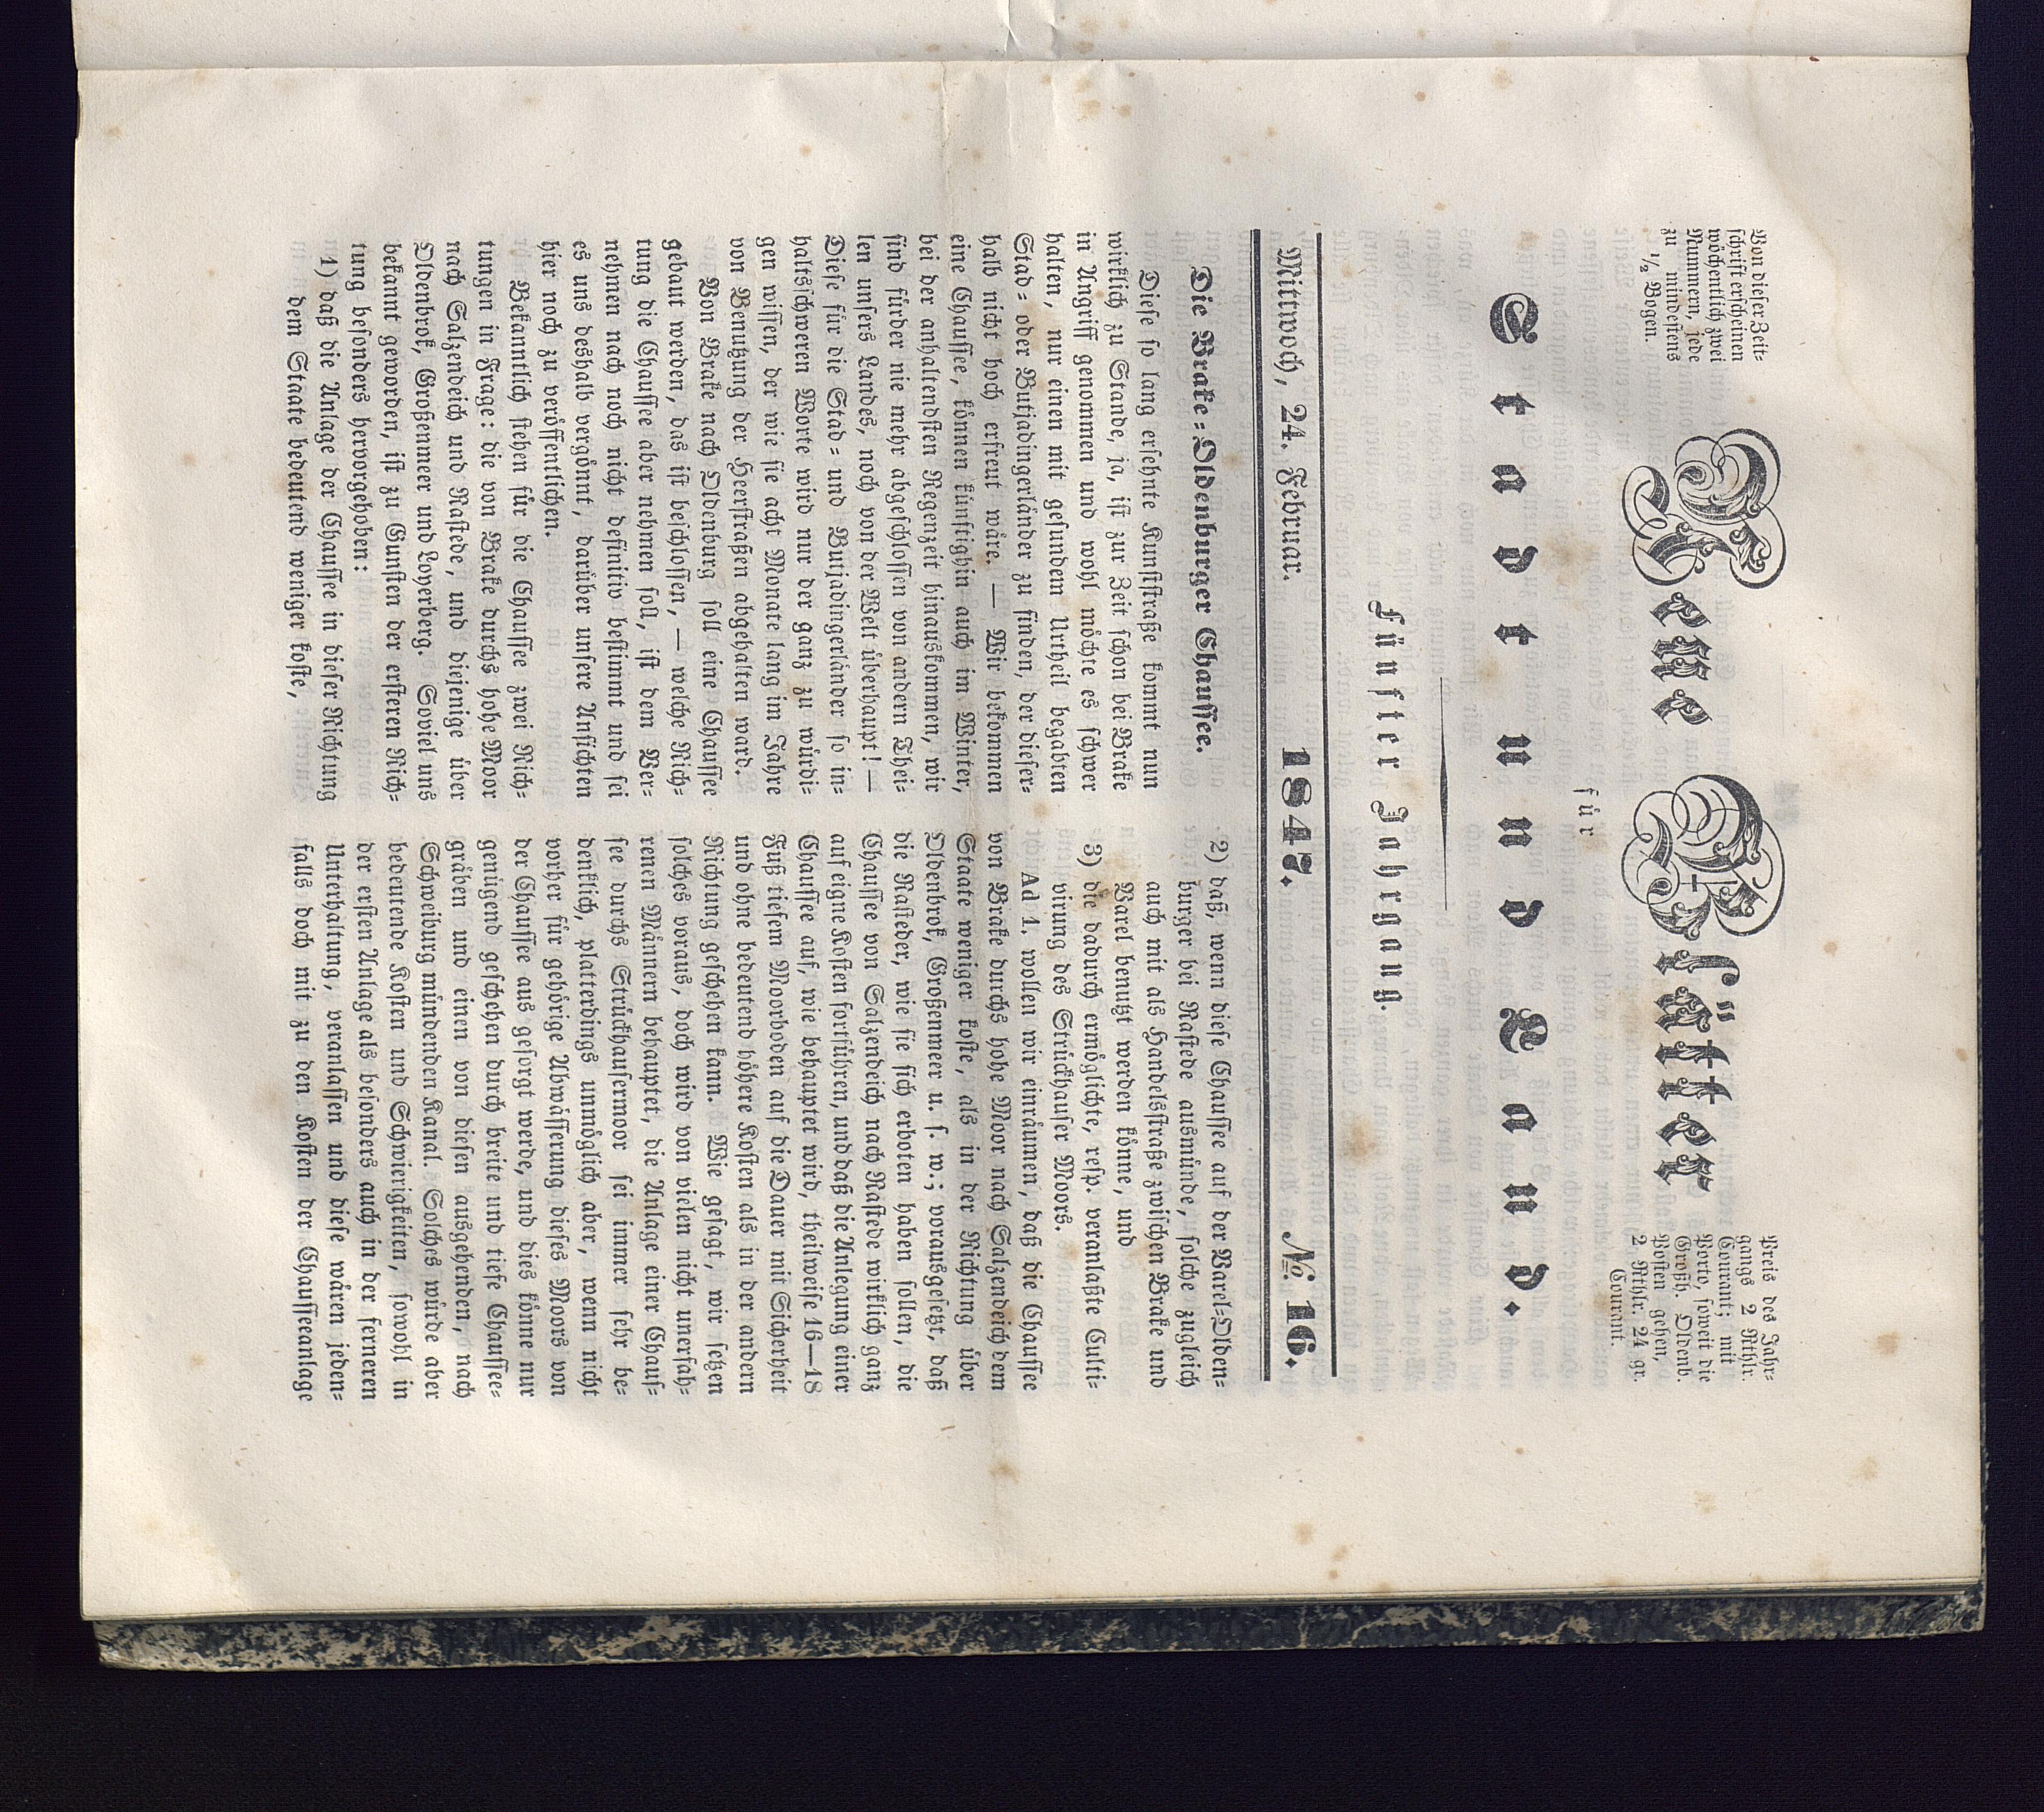 Von dieser Zeit-
schrift erscheinen
wöchentlich zwei
Nummern, jede
zu mindestens
½ Bogen.
Neue Blätter
Preis des Jahr-
gangs 2 Rthlr.
Courant; mit
Porto, soweit die
Großh. Oldenb.
Posten gehen,
2 Rthlr. 24 gr.
Courant.
für
Stadt und Land.
Fünfter Jahrgang.
Mittwoch, 24. Februar. 1847. No. 16.
Die Brake-Oldenburger Chaussee.
Diese so lang ersehnte Kunststraße kommt nun
wirklich zu Stande, ja, ist zur Zeit schon bei Brake
in Angriff genommen und wohl möchte es schwer
halten, nur einen mit gesundem Urtheil begabten
Stad- oder Butjadingerländer zu finden, der dieser-
halb nicht hoch erfreut wäre. — Wir bekommen
eine Chaussee, können künftighin auch im Winter,
bei der anhaltendsten Regenzeit hinauskommen, wir
sind fürder nie mehr abgeschlossen von andern Thei-
len unsers Landes, noch von der Welt überhaupt! —
Diese für die Stad- und Butjadingerländer so in-
haltsschweren Worte wird nur der ganz zu würdi-
gen wissen, der wie sie acht Monate lang im Jahre
von Benutzung der Heerstraßen abgehalten ward.
Von Brake nach Oldenburg soll eine Chaussee
gebaut werden, das ist beschlossen, — welche Rich-
tung die Chaussee aber nehmen soll, ist dem Ver-
nehmen nach noch nicht definitiv bestimmt und sei
es uns deshalb vergönnt, darüber unsere Ansichten
hier noch zu veröffentlichen.
Bekanntlich stehen für die Chaussee zwei Rich-
tungen in Frage: die von Brake durchs hohe Moor
nach Salzendeich und Rastede, und diejenige über
Oldenbrok, Großenmeer und Loyerberg. Soviel uns
bekannt geworden, ist zu Gunsten der ersteren Rich-
tung besonders hervorgehoben:
1) daß die Anlage der Chaussee in dieser Richtung
dem Staate bedeutend weniger koste,
2) daß, wenn diese Chaussee auf der Varel-Olden-
burger bei Rastede ausmünde, solche zugleich
auch mit als Handelsstraße zwischen Brake und
Varel benutzt werden könne, und
3) die dadurch ermöglichte, resp. veranlaßte Culti-
virung des Strückhauser Moors.
Ad 1. wollen wir einräumen, daß die Chaussee
von Brake durchs hohe Moor nach Salzendeich dem
Staate weniger koste, als in der Richtung über
Oldenbrok, Großenmeer u. s. w.; vorausgesetzt, daß
die Rasteder, wie sie sich erboten haben sollen, die
Chaussee von Salzendeich nach Rastede wirklich ganz
auf eigne Kosten fortführen, und daß die Anlegung einer
Chaussee auf, wie behauptet wird, theilweise 16—18
Fuß tiefem Moorboden auf die Dauer mit Sicherheit
und ohne bedeutend höhere Kosten als in der andern
Richtung geschehen kann. Wie gesagt, wir setzen
solches voraus, doch wird von vielen nicht unerfah-
renen Männern behauptet, die Anlage einer Chaus-
see durchs Strückhausermoor sei immer sehr be-
denklich, platterdings unmöglich aber, wenn nicht
vorher für gehörige Abwässerung dieses Moors von
der Chaussee aus gesorgt werde, und dies könne nur
genügend geschehen durch breite und tiefe Chaussee-
gräben und einen von diesen ausgehenden, nach
Schweiburg mündenden Kanal. Solches würde aber
bedeutende Kosten und Schwierigkeiten, sowohl in
der ersten Anlage als besonders auch in der ferneren
Unterhaltung, veranlassen und diese wären jeden-
falls doch mit zu den Kosten der Chausseeanlage